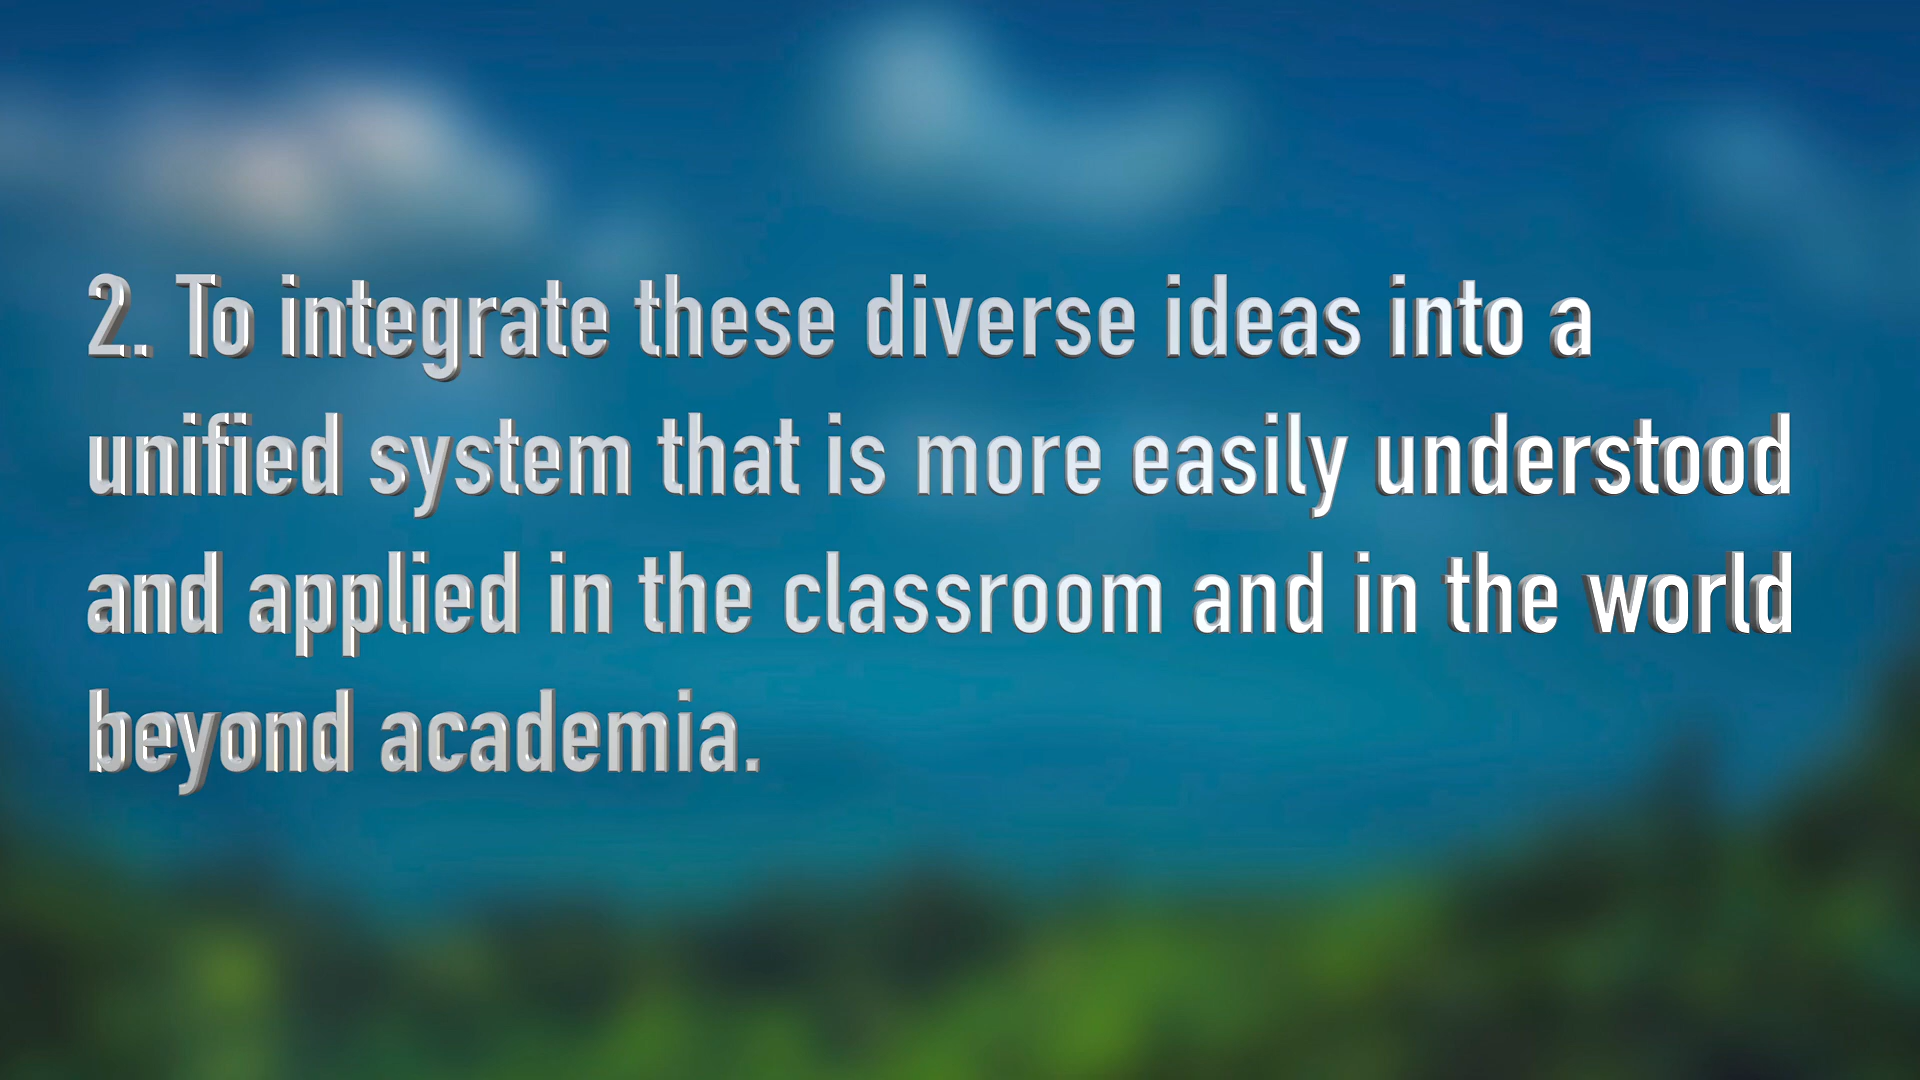 2. To integrate these diverse ideas into a
unified system that is more easily understood
and applied in the classroom and in the world
beyond academia.